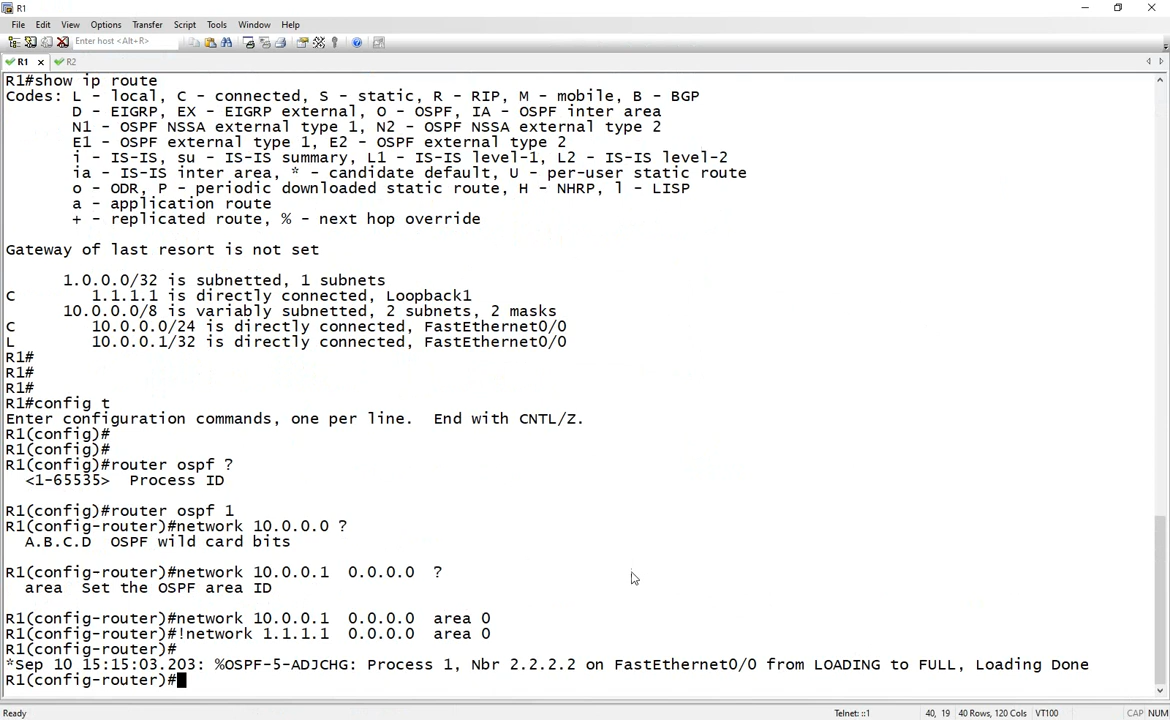 R1
File Edit View Options Transfer Script Tools Window Help
Enter host <Alt+R>
R1 R2
R1#show ip route
Codes: L - local, C - connected, S - static, R - RIP, M - mobile, B - BGP
D - EIGRP, EX - EIGRP external, O - OSPF, IA - OSPF inter area
N1 - OSPF NSSA external type 1, N2 - OSPF NSSA external type 2
E1 - OSPF external type 1, E2 - OSPF external type 2
i - IS-IS, su - IS-IS summary, L1 - IS-IS level-1, L2 - IS-IS level-2
ia - IS-IS inter area, * - candidate default, U - per-user static route
o - ODR, P - periodic downloaded static route, H - NHRP, l - LISP
a - application route
+ - replicated route, % - next hop override
Gateway of last resort is not set
1.0.0.0/32 is subnetted, 1 subnets
C 1.1.1.1 is directly connected, Loopback1
10.0.0.0/8 is variably subnetted, 2 subnets, 2 masks
C 10.0.0.0/24 is directly connected, FastEthernet0/0
L 10.0.0.1/32 is directly connected, FastEthernet0/0
R1#
R1#
R1#
R1#config t
Enter configuration commands, one per line. End with CNTL/Z.
R1(config)#
R1(config)#
R1(config)#router ospf ?
<1-65535> Process ID
R1(config)#router ospf 1
R1(config-router)#network 10.0.0.0 ?
A.B.C.D OSPF wild card bits
R1(config-router)#network 10.0.0.1 0.0.0.0 ?
area Set the OSPF area ID
R1(config-router)#network 10.0.0.1 0.0.0.0 area 0
R1(config-router)#!network 1.1.1.1 0.0.0.0 area 0
R1(config-router)#
*Sep 10 15:15:03.203: %OSPF-5-ADJCHG: Process 1, Nbr 2.2.2.2 on FastEthernet0/0 from LOADING to FULL, Loading Done
R1(config-router)#
Ready Telnet: ::1 40, 19 40 Rows, 120 Cols VT100 CAP NUM